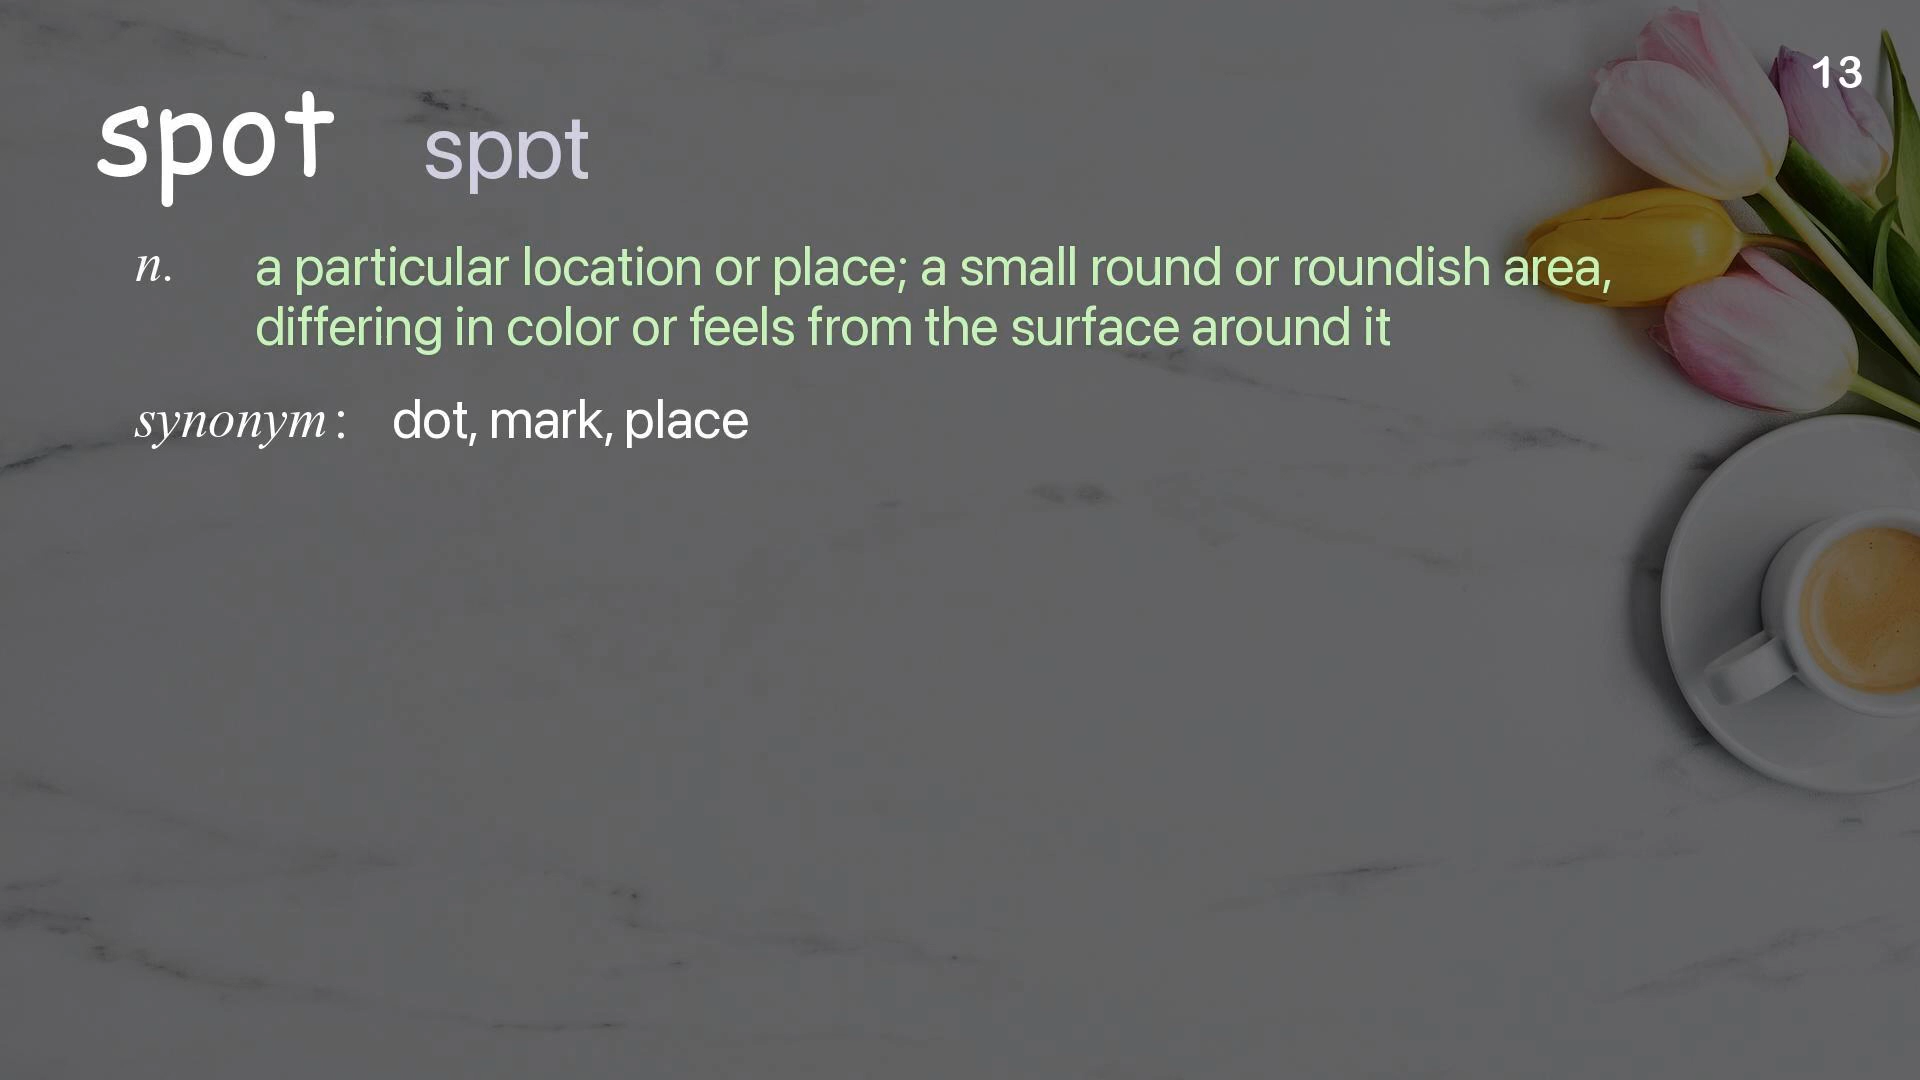 13
spot spɒt
n. a particular location or place; a small round or roundish area,
differing in color or feels from the surface around it
synonym: dot, mark, place